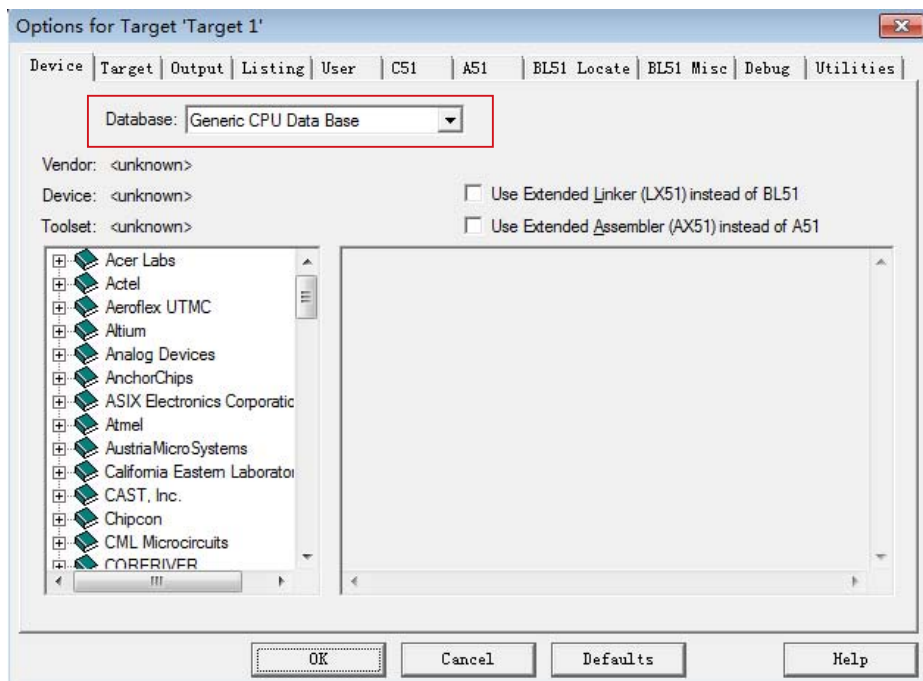 Options for Target 'Target 1'
Device Target Output Listing User C51 A51 BL51 Locate BL51 Misc Debug Utilities
Database: Generic CPU Data Base
Vendor: <unknown>
Device: <unknown>
Use Extended Linker (LX51) instead of BL51
Toolset: <unknown>
Use Extended Assembler (AX51) instead of A51
Acer Labs
Actel
Aeroflex UTMC
Altium
Analog Devices
AnchorChips
ASIX Electronics Corporatic
Atmel
AustriaMicroSystems
California Eastern Laborator
CAST, Inc.
Chipcon
CML Microcircuits
CORERIVER
OK Cancel Defaults Help